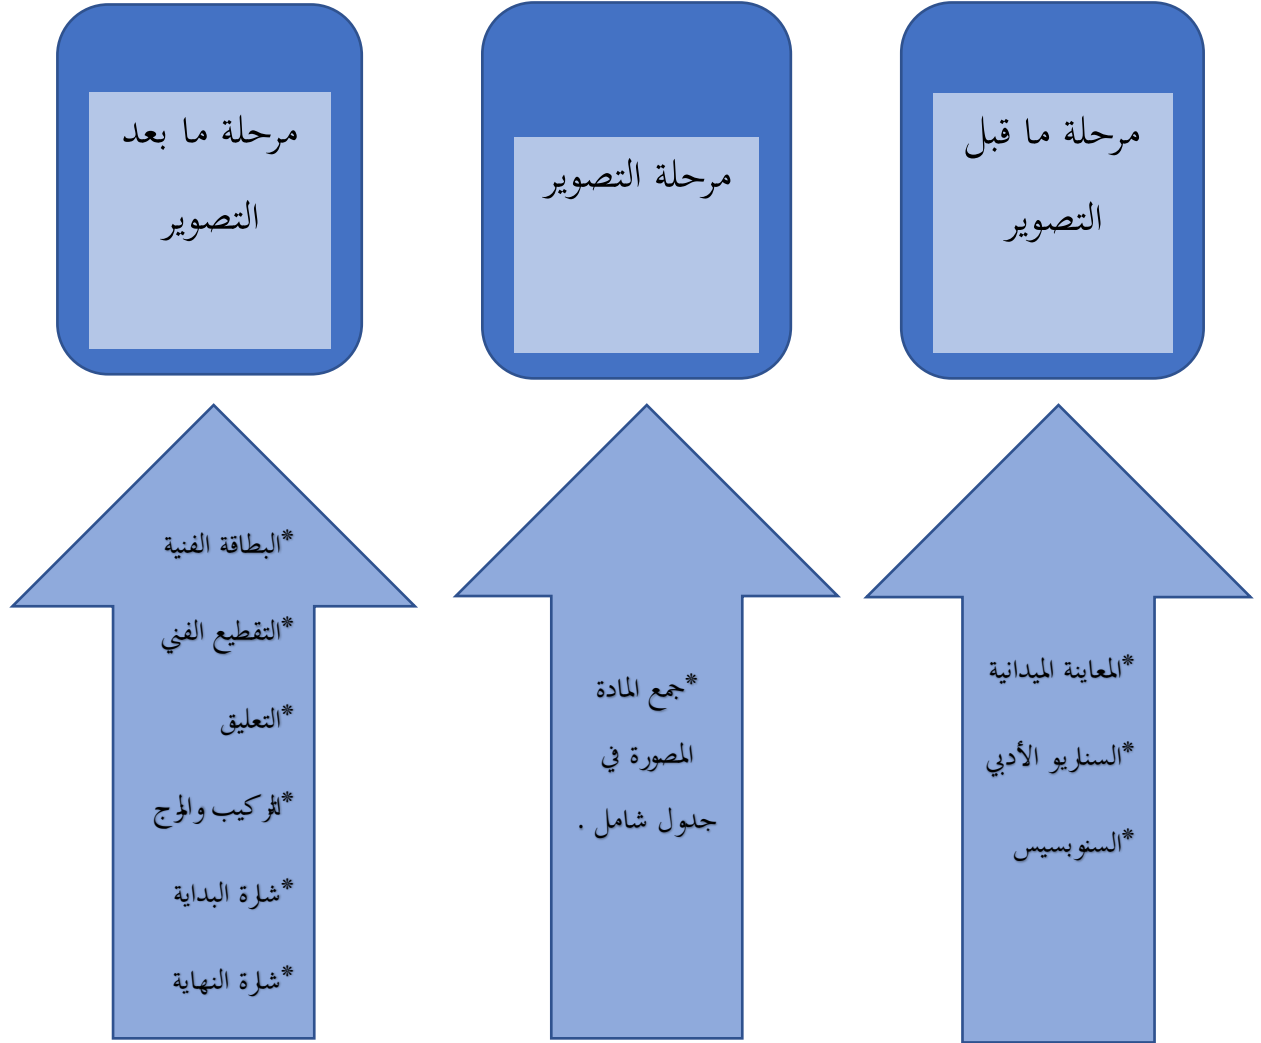 مرحلة ما قبل
التصوير
مرحلة التصوير
مرحلة ما بعد
التصوير
*المعاينة الميدانية
*السناريو الأدبي
*السنوبسيس
*جمع المادة
المصورة في
جدول شامل .
*البطاقة الفنية
*التقطيع الفني
*التعليق
*التركيب والمزج
*شارة البداية
*شارة النهاية